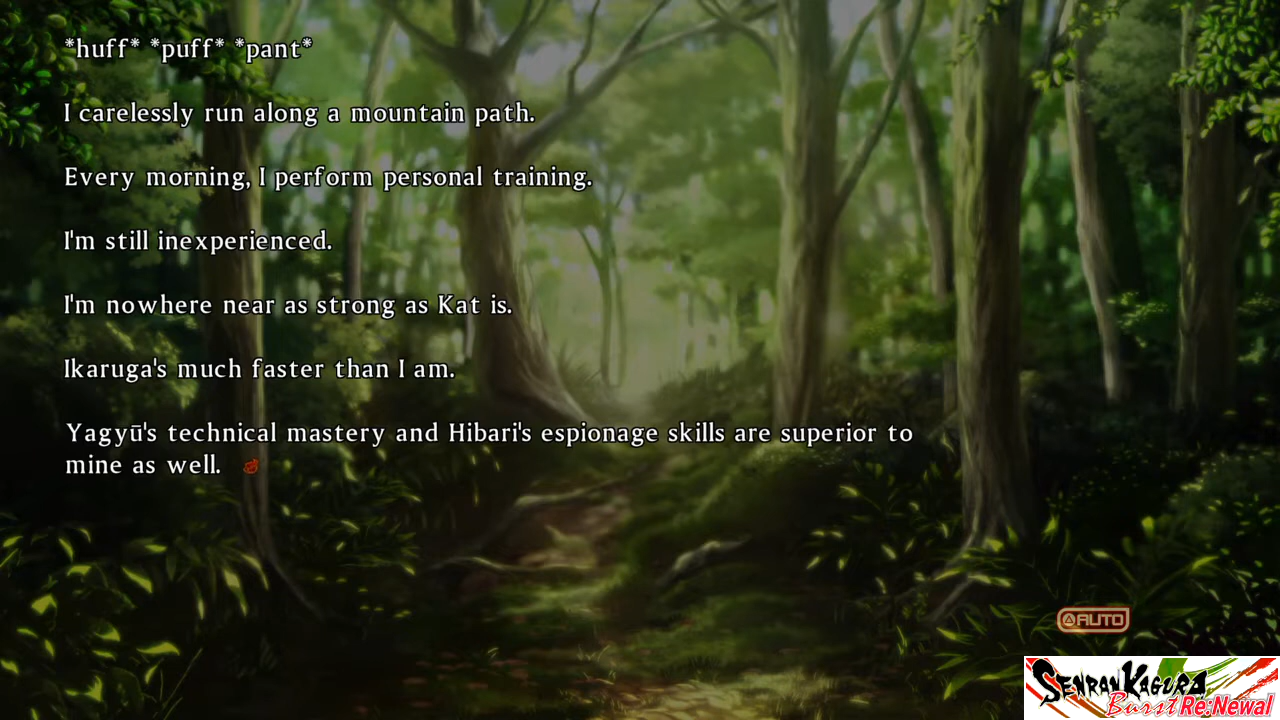 *huff* *puff* *pant*
I carelessly run along a mountain path.
Every morning, I perform personal training.
I'm still inexperienced.
I'm nowhere near as strong as Kat is.
Ikaruga's much faster than I am.
Yagyū's technical mastery and Hibari's espionage skills are superior to
mine as well.
AUTO
SENRAN KAGURA
Burst Re:Newal